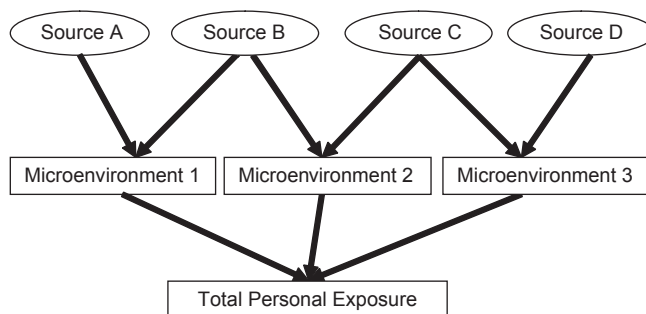 Source A
Source B
Source C
Source D
Microenvironment 1
Microenvironment 2
Microenvironment 3
Total Personal Exposure